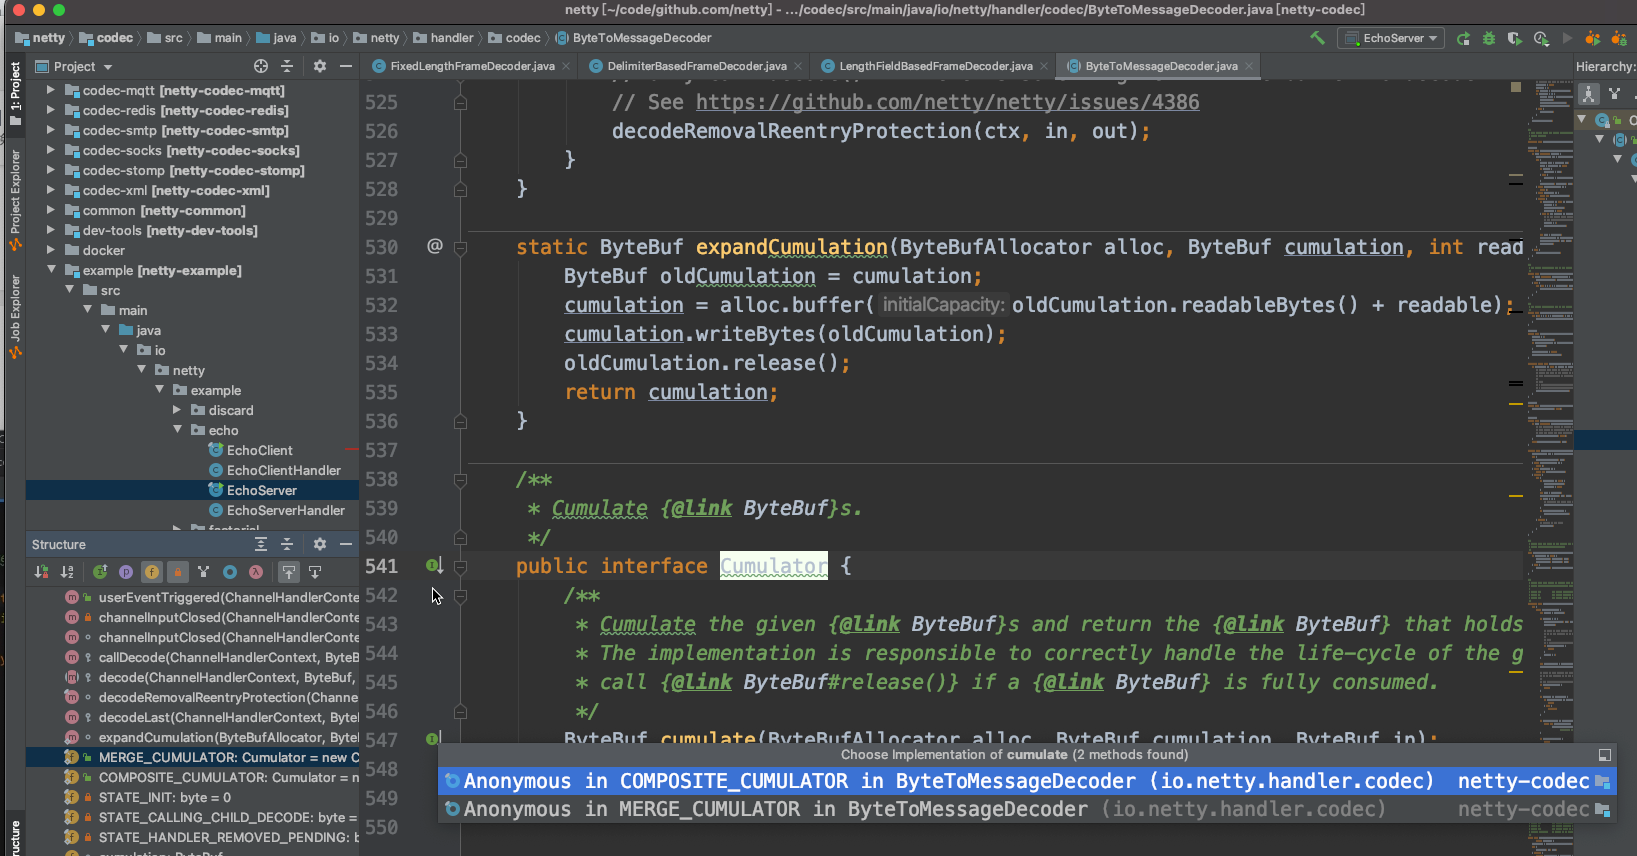 netty [~/code/github.com/netty] - .../codec/src/main/java/io/netty/handler/codec/ByteToMessageDecoder.java [netty-codec]
netty codec src main java io netty handler codec ByteToMessageDecoder
EchoServer
Project
FixedLengthFrameDecoder.java
DelimiterBasedFrameDecoder.java
LengthFieldBasedFrameDecoder.java
ByteToMessageDecoder.java
Hierarchy:
1: Project
Project Explorer
Job Explorer
codec-mqtt [netty-codec-mqtt]
codec-redis [netty-codec-redis]
codec-smtp [netty-codec-smtp]
codec-socks [netty-codec-socks]
codec-stomp [netty-codec-stomp]
codec-xml [netty-codec-xml]
common [netty-common]
dev-tools [netty-dev-tools]
docker
example [netty-example]
src
main
java
io
netty
example
discard
echo
EchoClient
EchoClientHandler
EchoServer
EchoServerHandler
factorial
Structure
userEventTriggered(ChannelHandlerConte
channelInputClosed(ChannelHandlerConte
channelInputClosed(ChannelHandlerConte
callDecode(ChannelHandlerContext, ByteB
decode(ChannelHandlerContext, ByteBuf,
decodeRemovalReentryProtection(Channe
decodeLast(ChannelHandlerContext, ByteI
expandCumulation(ByteBufAllocator, ByteI
MERGE_CUMULATOR: Cumulator = new C
COMPOSITE_CUMULATOR: Cumulator = n
STATE_INIT: byte = 0
STATE_CALLING_CHILD_DECODE: byte =
STATE_HANDLER_REMOVED_PENDING: b
cumulation: ByteBuf
525 // See https://github.com/netty/netty/issues/4386
526 decodeRemovalReentryProtection(ctx, in, out);
527 }
528 }
529
530 @ static ByteBuf expandCumulation(ByteBufAllocator alloc, ByteBuf cumulation, int read
531 ByteBuf oldCumulation = cumulation;
532 cumulation = alloc.buffer( initialCapacity: oldCumulation.readableBytes() + readable);
533 cumulation.writeBytes(oldCumulation);
534 oldCumulation.release();
535 return cumulation;
536 }
537
538 /**
539 * Cumulate {@link ByteBuf}s.
540 */
541 public interface Cumulator {
542 /**
543 * Cumulate the given {@link ByteBuf}s and return the {@link ByteBuf} that holds
544 * The implementation is responsible to correctly handle the life-cycle of the g
545 * call {@link ByteBuf#release()} if a {@link ByteBuf} is fully consumed.
546 */
547 ByteBuf cumulate(ByteBufAllocator alloc, ByteBuf cumulation, ByteBuf in);
548
549
550
Choose Implementation of cumulate (2 methods found)
Anonymous in COMPOSITE_CUMULATOR in ByteToMessageDecoder (io.netty.handler.codec) netty-codec
Anonymous in MERGE_CUMULATOR in ByteToMessageDecoder (io.netty.handler.codec) netty-codec